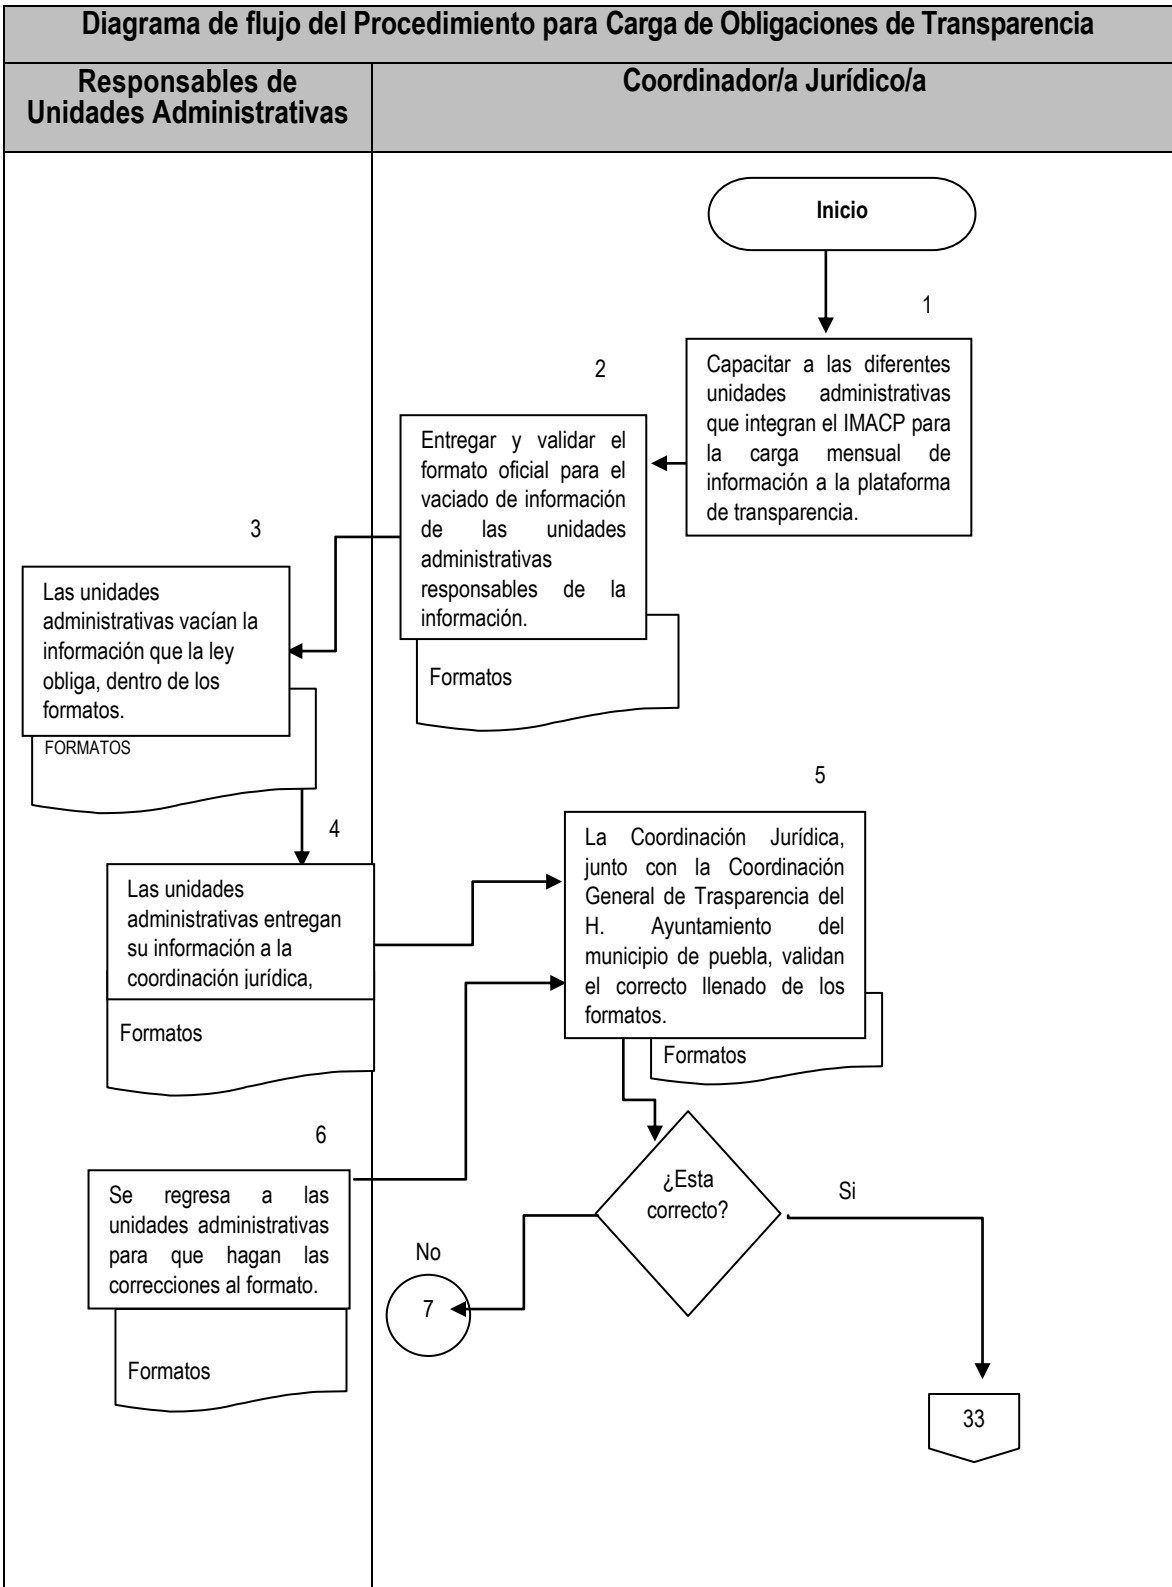 Diagrama de flujo del Procedimiento para Carga de Obligaciones de Transparencia
Responsables de
Unidades Administrativas
Coordinador/a Jurídico/a
Inicio
1
Capacitar a las diferentes
unidades administrativas
que integran el IMACP para
la carga mensual de
información a la plataforma
de transparencia.
2
Entregar y validar el
formato oficial para el
vaciado de información
de las unidades
administrativas
responsables de la
información.
Formatos
3
Las unidades
administrativas vacían la
información que la ley
obliga, dentro de los
formatos.
FORMATOS
4
Las unidades
administrativas entregan
su información a la
coordinación jurídica,
Formatos
5
La Coordinación Jurídica,
junto con la Coordinación
General de Trasparencia del
H. Ayuntamiento del
municipio de puebla, validan
el correcto llenado de los
formatos.
Formatos
6
Se regresa a las
unidades administrativas
para que hagan las
correcciones al formato.
Formatos
¿Esta
correcto?
Si
No
7
33